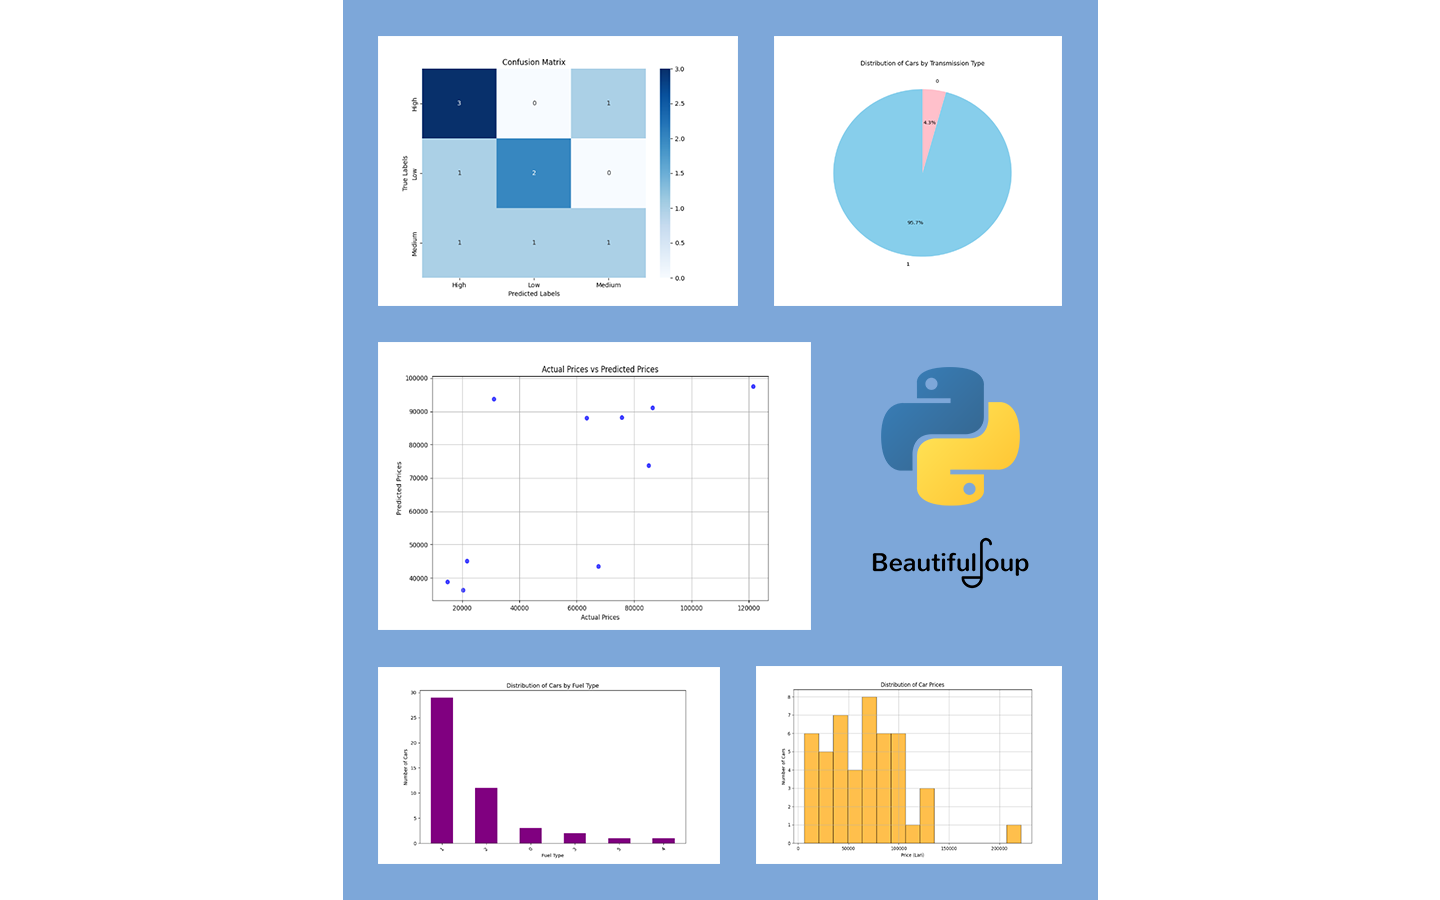 Confusion Matrix
3 0 1
1 2 0
1 1 1
High
Low
Medium
True Labels
High Low Medium
Predicted Labels
3.0
2.5
2.0
1.5
1.0
0.5
0.0
Distribution of Cars by Transmission Type
0
4.3%
95.7%
1
Actual Prices vs Predicted Prices
100000
90000
80000
70000
60000
50000
40000
Predicted Prices
20000 40000 60000 80000 100000 120000
Actual Prices
BeautifulSoup
Distribution of Cars by Fuel Type
30
25
20
15
10
5
0
Number of Cars
1 2 0 3 5 4
Fuel Type
Distribution of Car Prices
8
7
6
5
4
3
2
1
0
Number of Cars
0 50000 100000 150000 200000
Price (Lari)